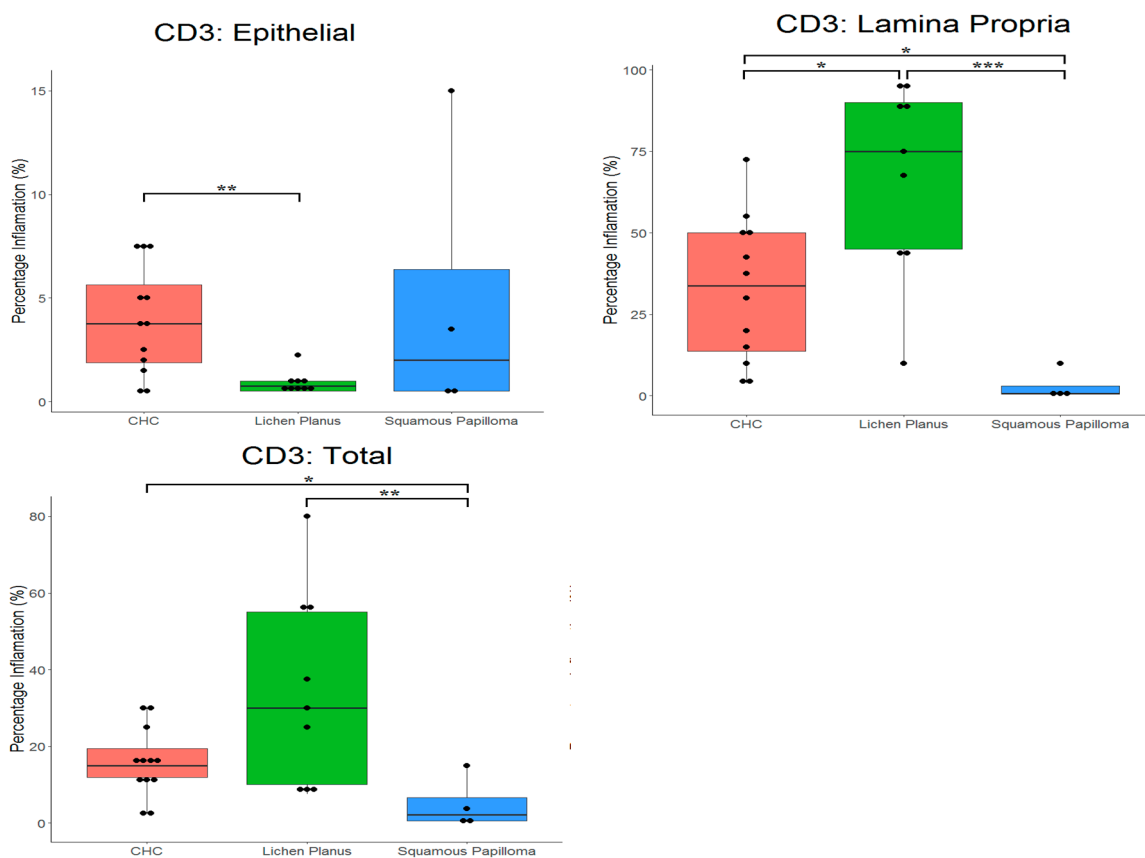 CD3: Epithelial
**
Percentage Inflamation (%)
15
10
5
0
CHC
Lichen Planus
Squamous Papilloma
CD3: Lamina Propria
*
*
***
Percentage Inflamation (%)
100
75
50
25
0
CHC
Lichen Planus
Squamous Papilloma
CD3: Total
*
**
Percentage Inflamation (%)
80
60
40
20
0
CHC
Lichen Planus
Squamous Papilloma